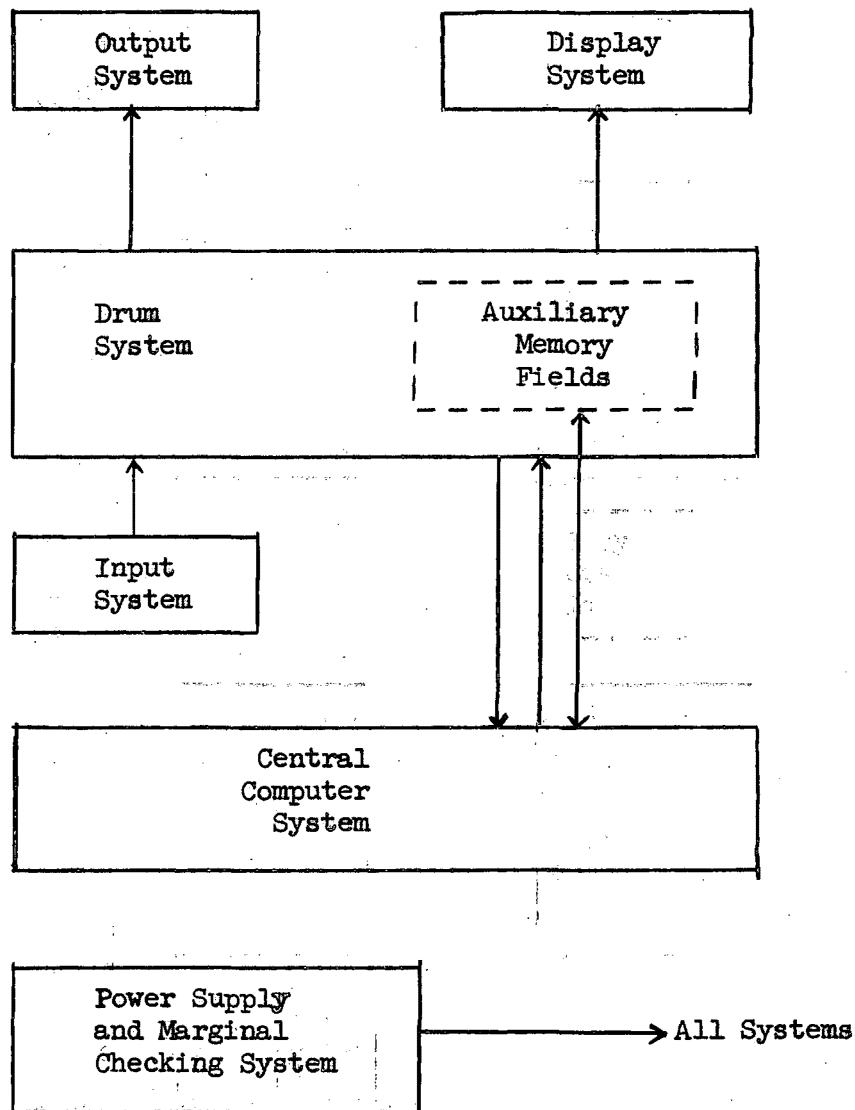 Output
System
Display
System
Drum
System
Auxiliary
Memory
Fields
Input
System
Central
Computer
System
Power Supply
and Marginal
Checking System
All Systems